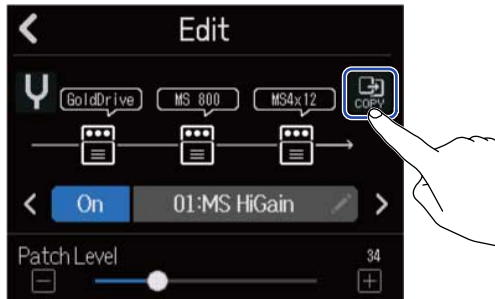 Edit
GoldDrive MS 800 MS4x12 COPY
On 01:MS HiGain
Patch Level 34